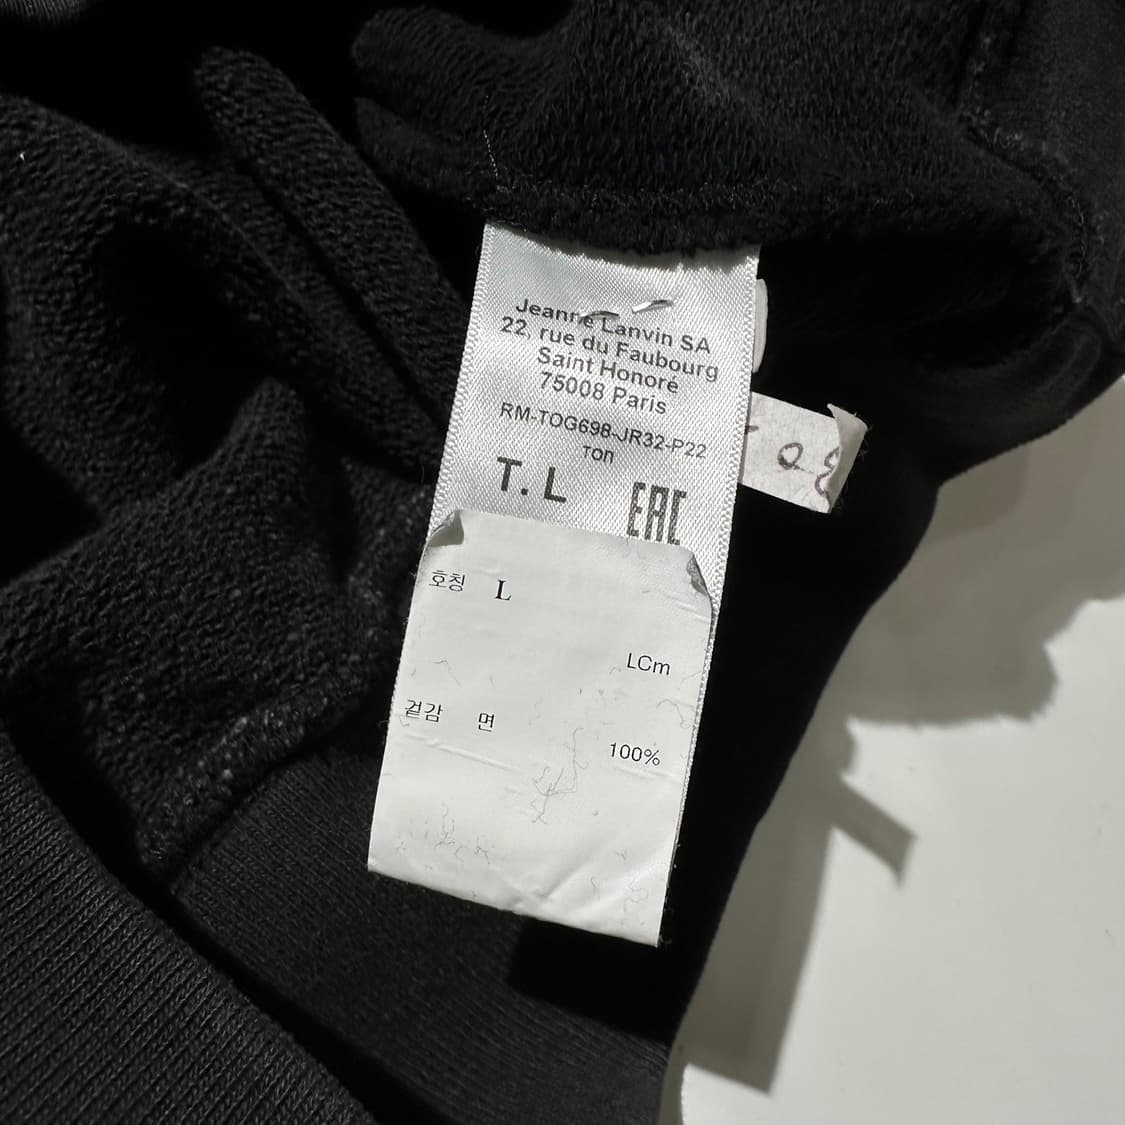 Jeanne Lanvin SA
22, rue du Faubourg
Saint Honoré
75008 Paris
RM-TOG698-JR32-P22
TON
T. L
EAC
호칭 L
LCm
겉감 면
100%